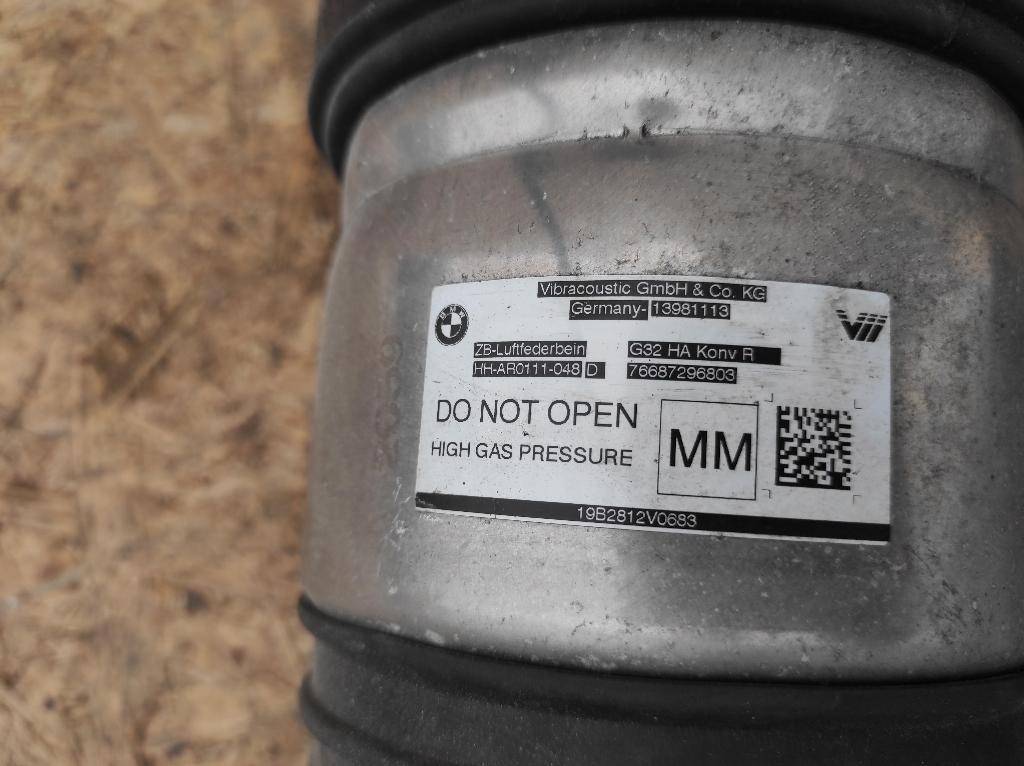 Vibracoustic GmbH & Co. KG
Germany- 13981113
BMW
ZB-Luftfederbein G32 HA Konv R
HH-AR0111-048 D 76687296803
DO NOT OPEN
HIGH GAS PRESSURE
MM
19B2812V0683